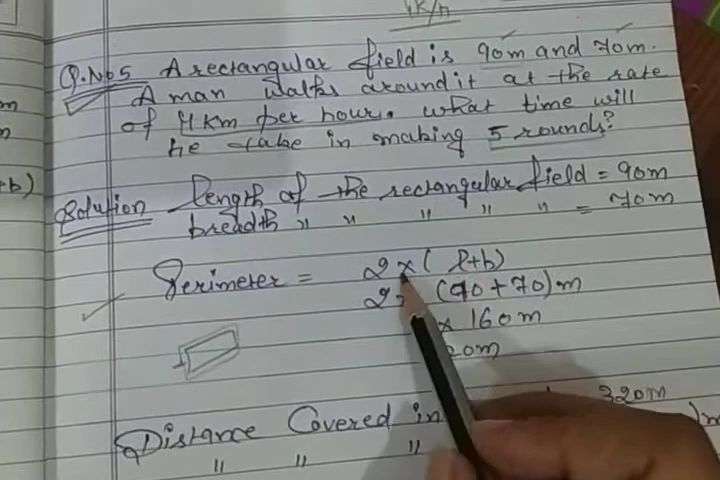 4K/h
Q.No5 A rectangular field is 90m and 70m.
A man walks around it at the rate
of 4 km per hour. what time will
he take in making 5 rounds?
m
+b)
Solution length of the rectangular field = 90m
breadth " " " " " = 70m
Perimeter = 2 × ( l+b)
(90+70)m
× 160m
20m
Distance Covered in 320m
" " "